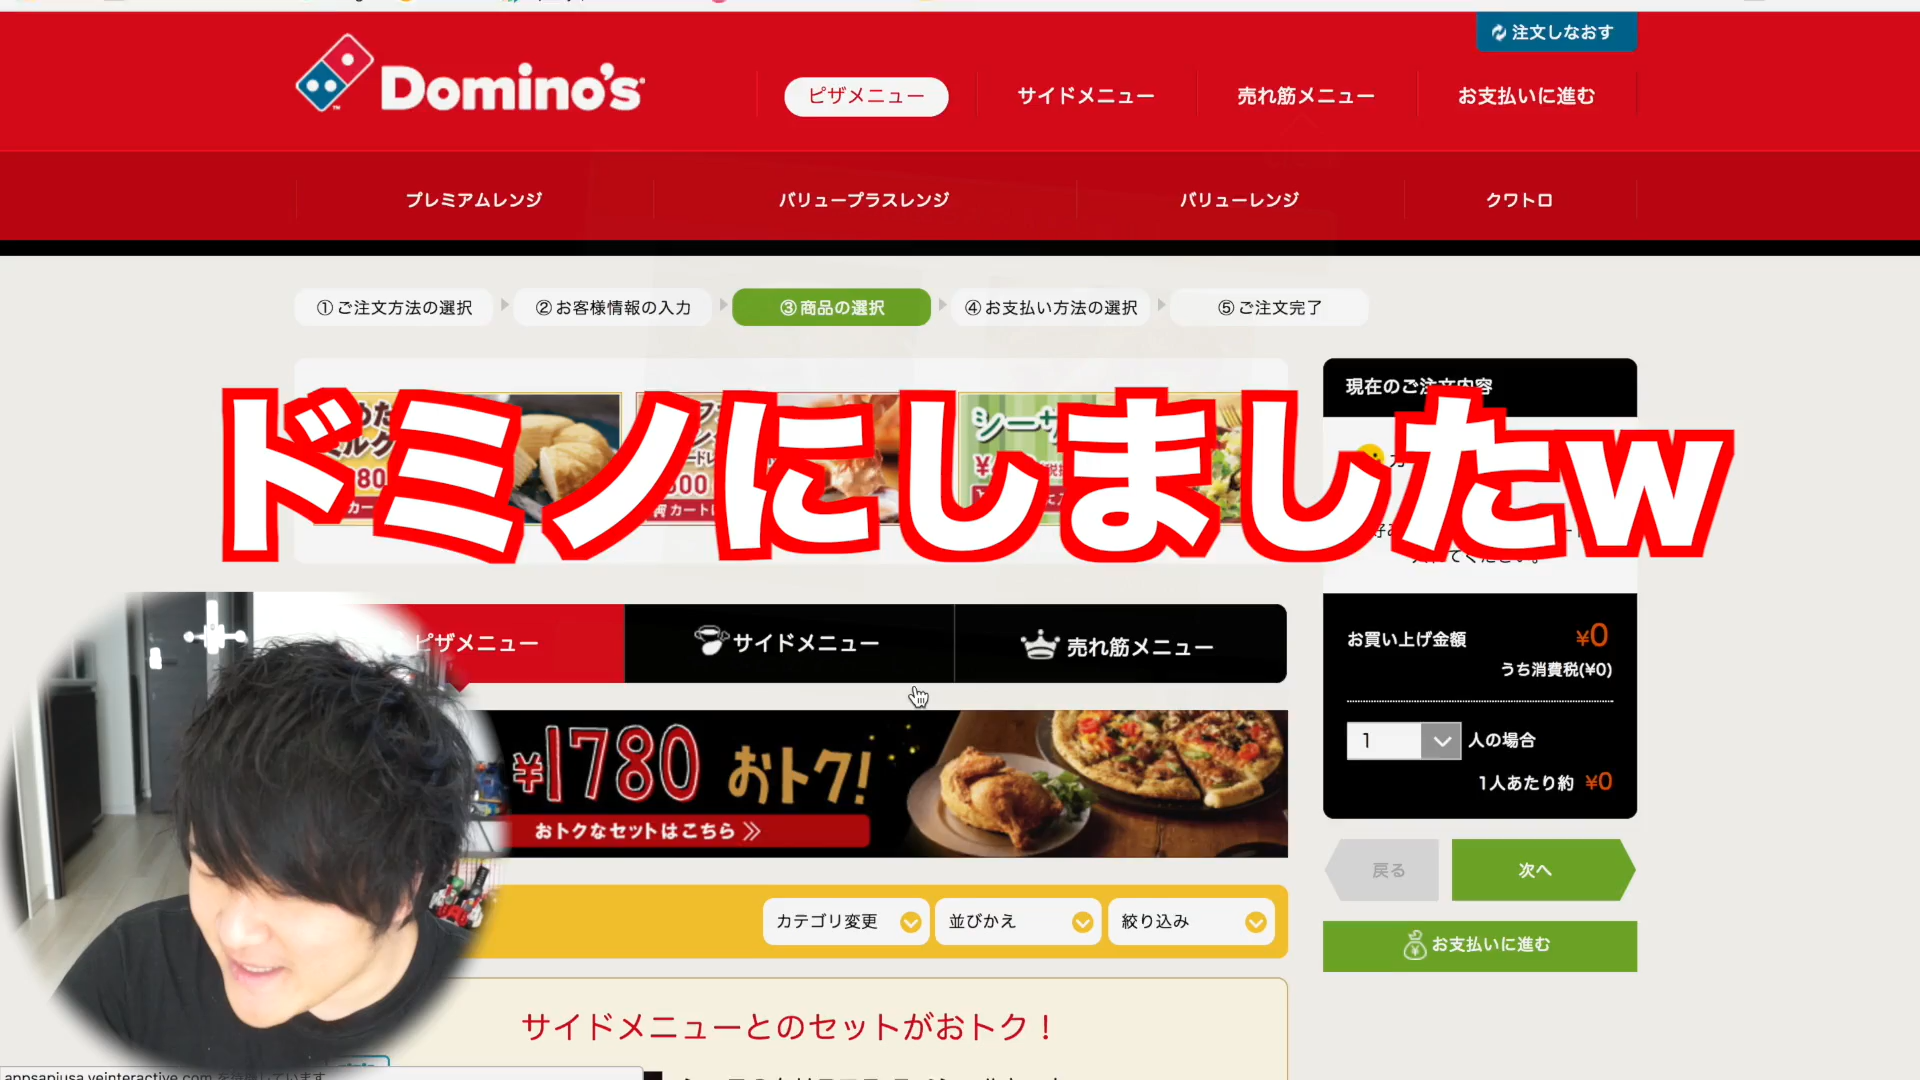 注文しなおす
Domino's
ピザメニュー
サイドメニュー
売れ筋メニュー
お支払いに進む
プレミアムレンジ
バリュープラスレンジ
バリューレンジ
クワトロ
①ご注文方法の選択
②お客様情報の入力
③商品の選択
④お支払い方法の選択
⑤ご注文完了
現在のご注文内容
ドミノにしましたw
ピザメニュー
サイドメニュー
売れ筋メニュー
お買い上げ金額
¥0
うち消費税(¥0)
1
人の場合
1人あたり約 ¥0
¥1780 おトク!
おトクなセットはこちら
戻る
次へ
お支払いに進む
カテゴリ変更
並びかえ
絞り込み
サイドメニューとのセットがおトク！